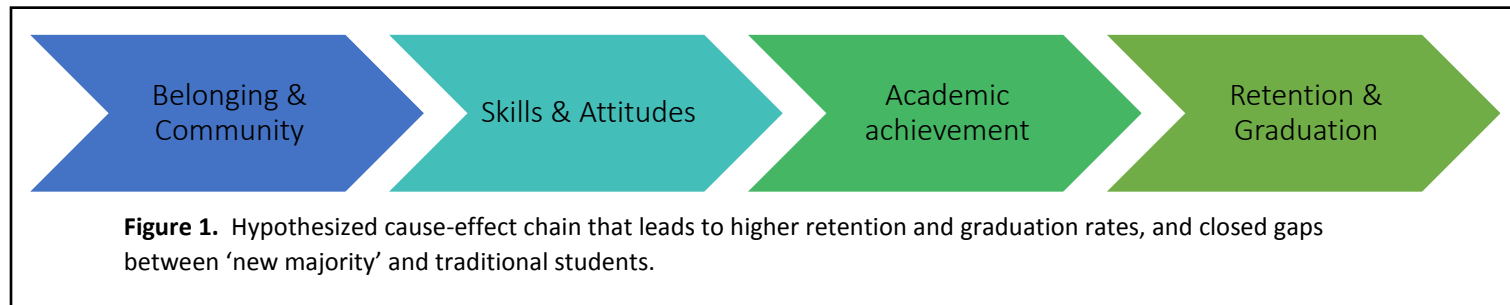 Belonging &
Community
Skills & Attitudes
Academic
achievement
Retention &
Graduation
Figure 1.  Hypothesized cause-effect chain that leads to higher retention and graduation rates, and closed gaps
between ‘new majority’ and traditional students.